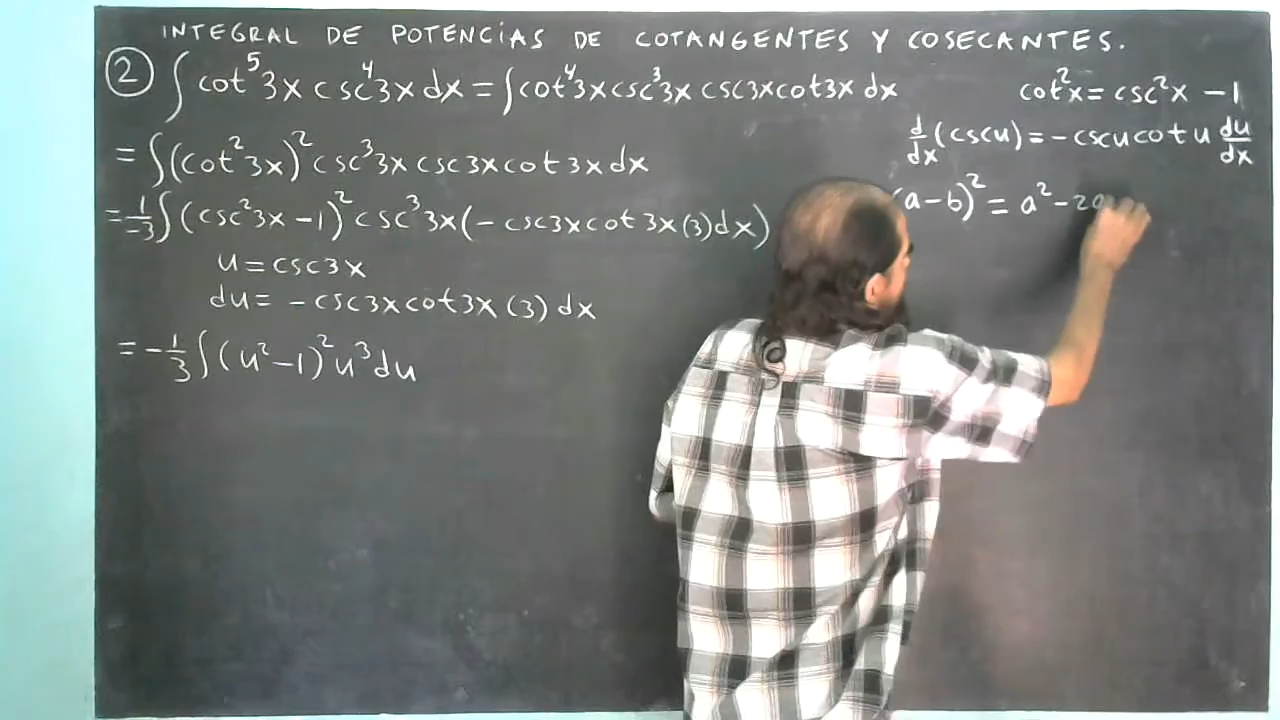 INTEGRAL DE POTENCIAS DE COTANGENTES Y COSECANTES.
② ∫ cot⁵3x csc⁴3x dx = ∫cot⁴3x csc³3x csc3x cot3x dx
cot²x = csc²x - 1
d/dx (csc u) = - csc u cot u du/dx
= ∫(cot²3x)² csc³3x csc3x cot3x dx
(a-b)² = a² - 2a
= 1/-3 ∫(csc²3x - 1)² csc³3x (- csc3x cot3x (3)dx)
u = csc3x
du = - csc3x cot3x (3) dx
= - 1/3 ∫(u² - 1)² u³ du